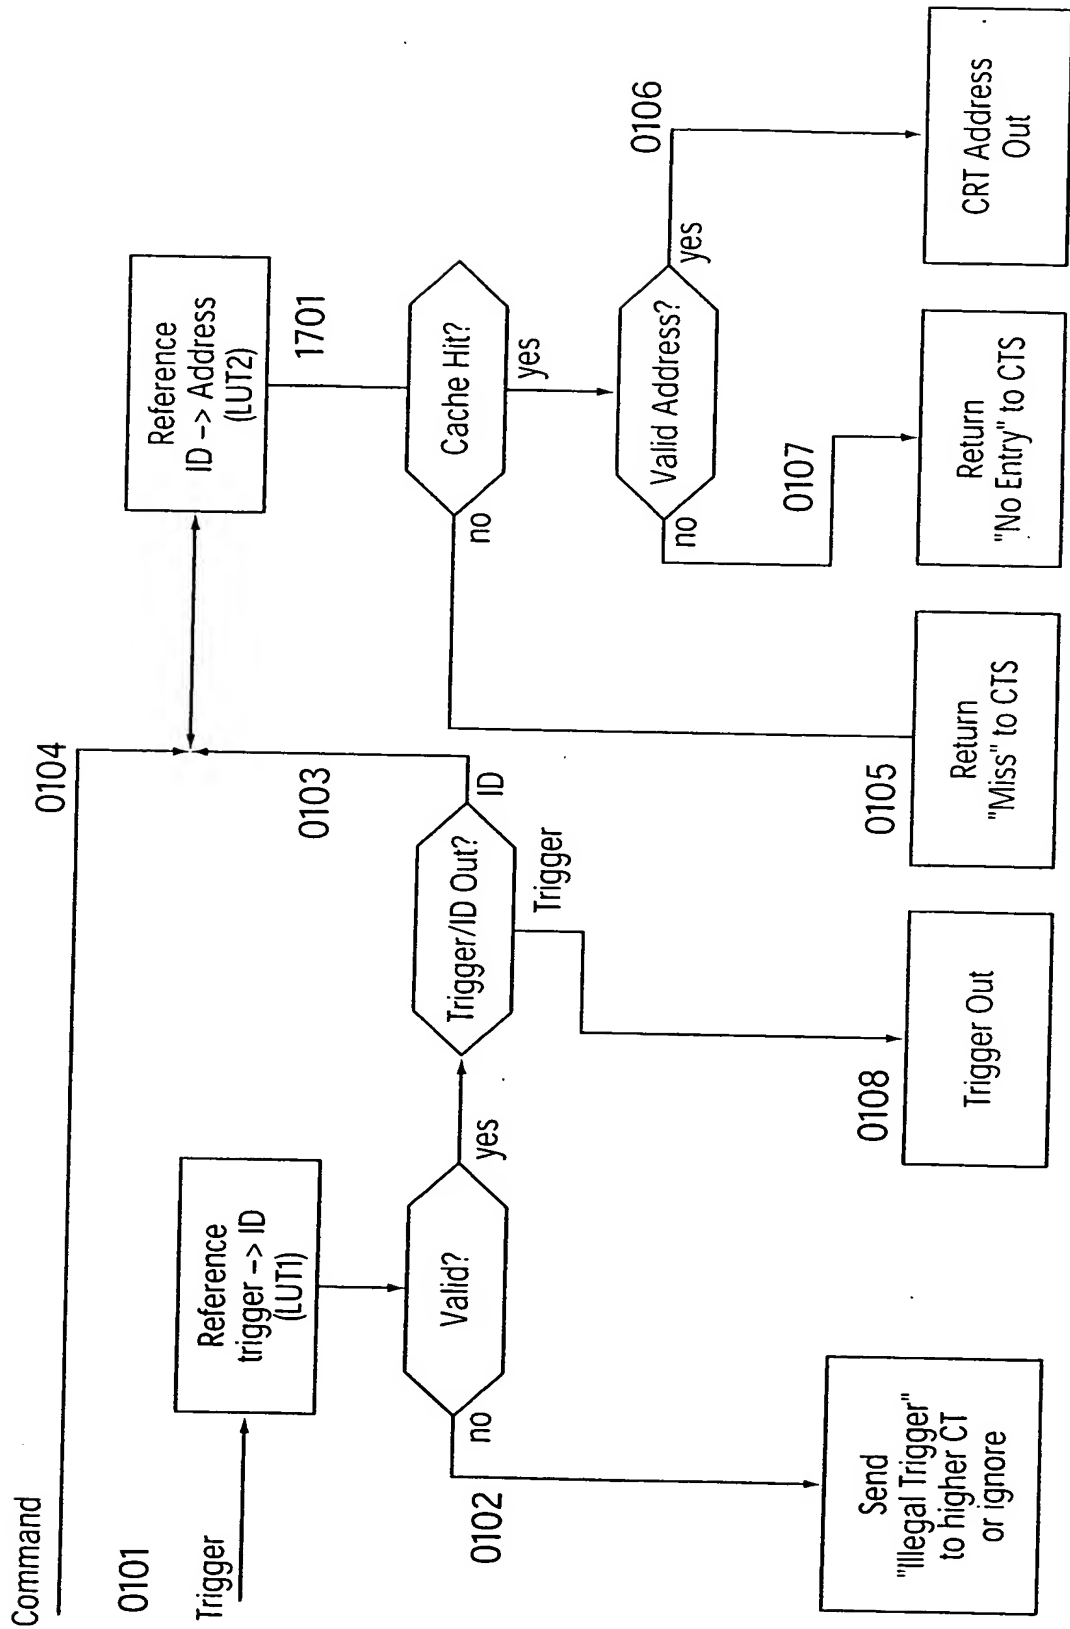 Command
0104
0101
Trigger
Reference
trigger –> ID
(LUT1)
Reference
ID –> Address
(LUT2)
0103
1701
Valid?
no
yes
Trigger/ID Out?
ID
Trigger
Cache Hit?
no
yes
0102
Valid Address?
no
yes
0106
0107
0108
0105
Send
"Illegal Trigger"
to higher CT
or ignore
Trigger Out
Return
"Miss" to CTS
Return
"No Entry" to CTS
CRT Address
Out